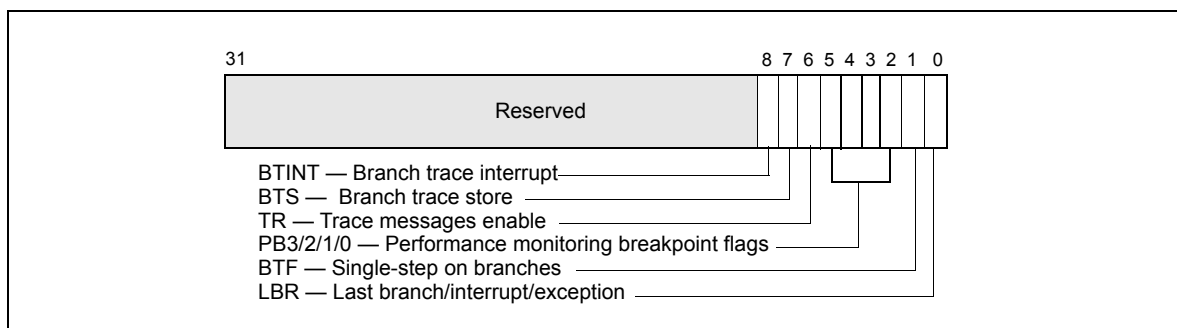 31 8 7 6 5 4 3 2 1 0
Reserved
BTINT — Branch trace interrupt
BTS — Branch trace store
TR — Trace messages enable
PB3/2/1/0 — Performance monitoring breakpoint flags
BTF — Single-step on branches
LBR — Last branch/interrupt/exception